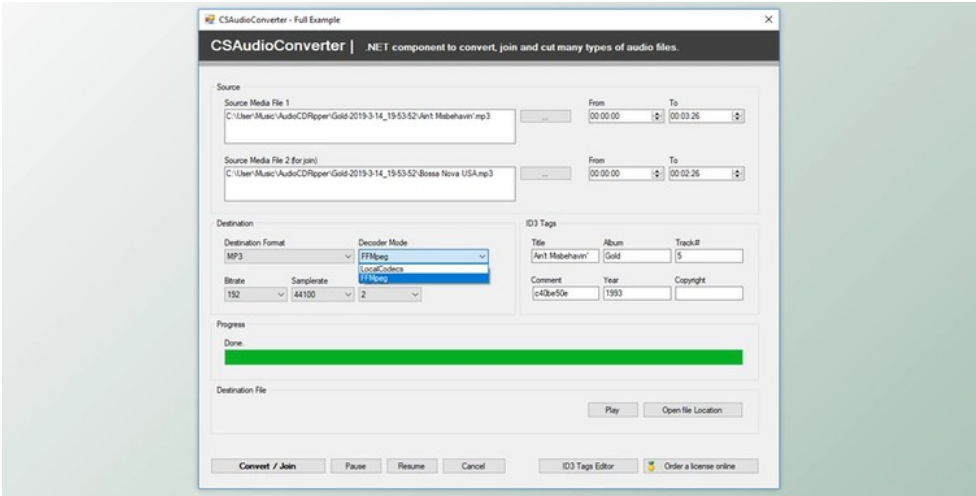 CSAudioConverter - Full Example
CSAudioConverter | .NET component to convert, join and cut many types of audio files.
Source
Source Media File 1
From
To
C:\User\Music\AudioCDRipper\Gold-2019-3-14_19-53-52\Ain't Misbehavin'.mp3
...
00:00:00
00:03:26
Source Media File 2 (for join)
From
To
C:\User\Music\AudioCDRipper\Gold-2019-3-14_19-53-52\Bossa Nova USA.mp3
...
00:00:00
00:02:26
Destination
ID3 Tags
Destination Format
Decoder Mode
Title
Album
Track#
MP3
FFMpeg
Ain't Misbehavin'
Gold
5
LocalCodecs
FFMpeg
Bitrate
Samplerate
Comment
Year
Copyright
192
44100
2
c40be50e
1993
Progress
Done.
Destination File
Play
Open file Location
Convert / Join
Pause
Resume
Cancel
ID3 Tags Editor
Order a license online